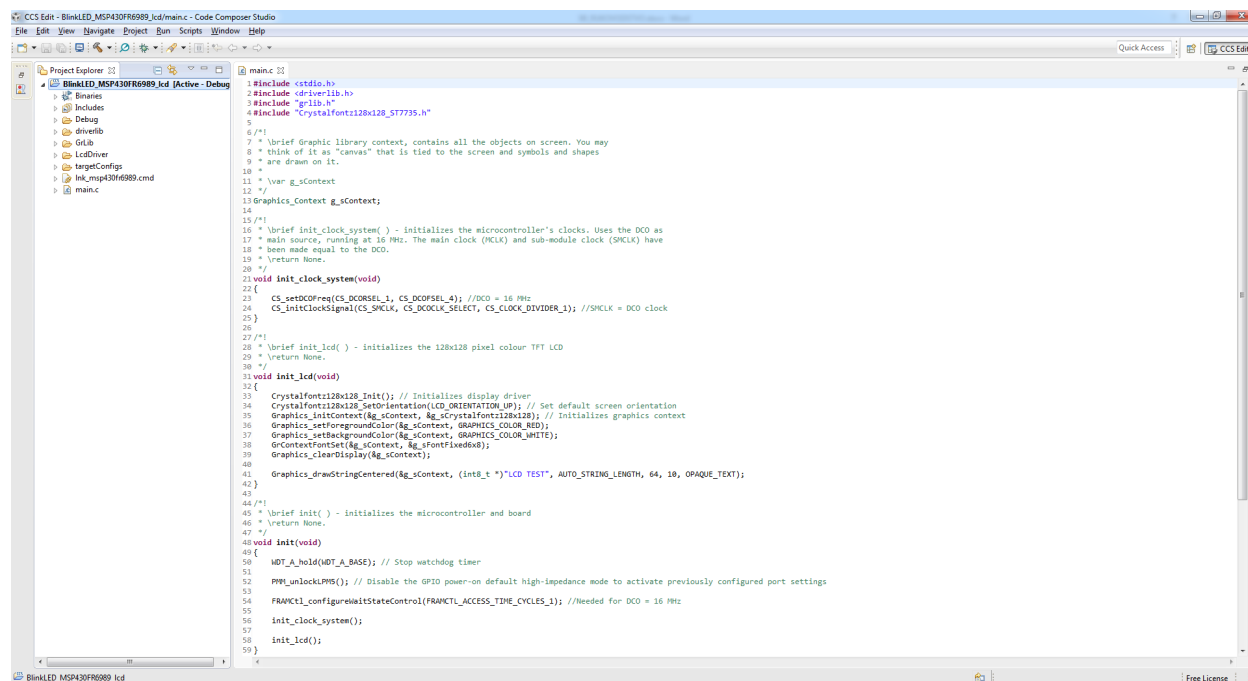 CCS Edit - BlinkLED_MSP430FR6989_lcd/main.c - Code Composer Studio
File Edit View Navigate Project Run Scripts Window Help
Quick Access
CCS Edit
Project Explorer
BlinkLED_MSP430FR6989_lcd [Active - Debug
Binaries
Includes
Debug
driverlib
GrLib
LcdDriver
targetConfigs
lnk_msp430fr6989.cmd
main.c
main.c
1 #include <stdio.h>
2 #include <driverlib.h>
3 #include "grlib.h"
4 #include "Crystalfontz128x128_ST7735.h"
5
6 /*!
7  * \brief Graphic library context, contains all the objects on screen. You may
8  * think of it as "canvas" that is tied to the screen and symbols and shapes
9  * are drawn on it.
10  *
11  * \var g_sContext
12  */
13 Graphics_Context g_sContext;
14
15 /*!
16  * \brief init_clock_system( ) - initializes the microcontroller's clocks. Uses the DCO as
17  * main source, running at 16 MHz. The main clock (MCLK) and sub-module clock (SMCLK) have
18  * been made equal to the DCO.
19  * \return None.
20  */
21 void init_clock_system(void)
22 {
23     CS_setDCOFreq(CS_DCORSEL_1, CS_DCOFSEL_4); //DCO = 16 MHz
24     CS_initClockSignal(CS_SMCLK, CS_DCOCLK_SELECT, CS_CLOCK_DIVIDER_1); //SMCLK = DCO clock
25 }
26
27 /*!
28  * \brief init_lcd( ) - initializes the 128x128 pixel colour TFT LCD
29  * \return None.
30  */
31 void init_lcd(void)
32 {
33     Crystalfontz128x128_Init(); // Initializes display driver
34     Crystalfontz128x128_SetOrientation(LCD_ORIENTATION_UP); // Set default screen orientation
35     Graphics_initContext(&g_sContext, &g_sCrystalfontz128x128); // Initializes graphics context
36     Graphics_setForegroundColor(&g_sContext, GRAPHICS_COLOR_RED);
37     Graphics_setBackgroundColor(&g_sContext, GRAPHICS_COLOR_WHITE);
38     GrContextFontSet(&g_sContext, &g_sFontFixed6x8);
39     Graphics_clearDisplay(&g_sContext);
40
41     Graphics_drawStringCentered(&g_sContext, (int8_t *)"LCD TEST", AUTO_STRING_LENGTH, 64, 10, OPAQUE_TEXT);
42 }
43
44 /*!
45  * \brief init( ) - initializes the microcontroller and board
46  * \return None.
47  */
48 void init(void)
49 {
50     WDT_A_hold(WDT_A_BASE); // Stop watchdog timer
51
52     PMM_unlockLPM5(); // Disable the GPIO power-on default high-impedance mode to activate previously configured port settings
53
54     FRAMCtl_configureWaitStateControl(FRAMCTL_ACCESS_TIME_CYCLES_1); //Needed for DCO = 16 MHz
55
56     init_clock_system();
57
58     init_lcd();
59 }
BlinkLED_MSP430FR6989_lcd
Free License